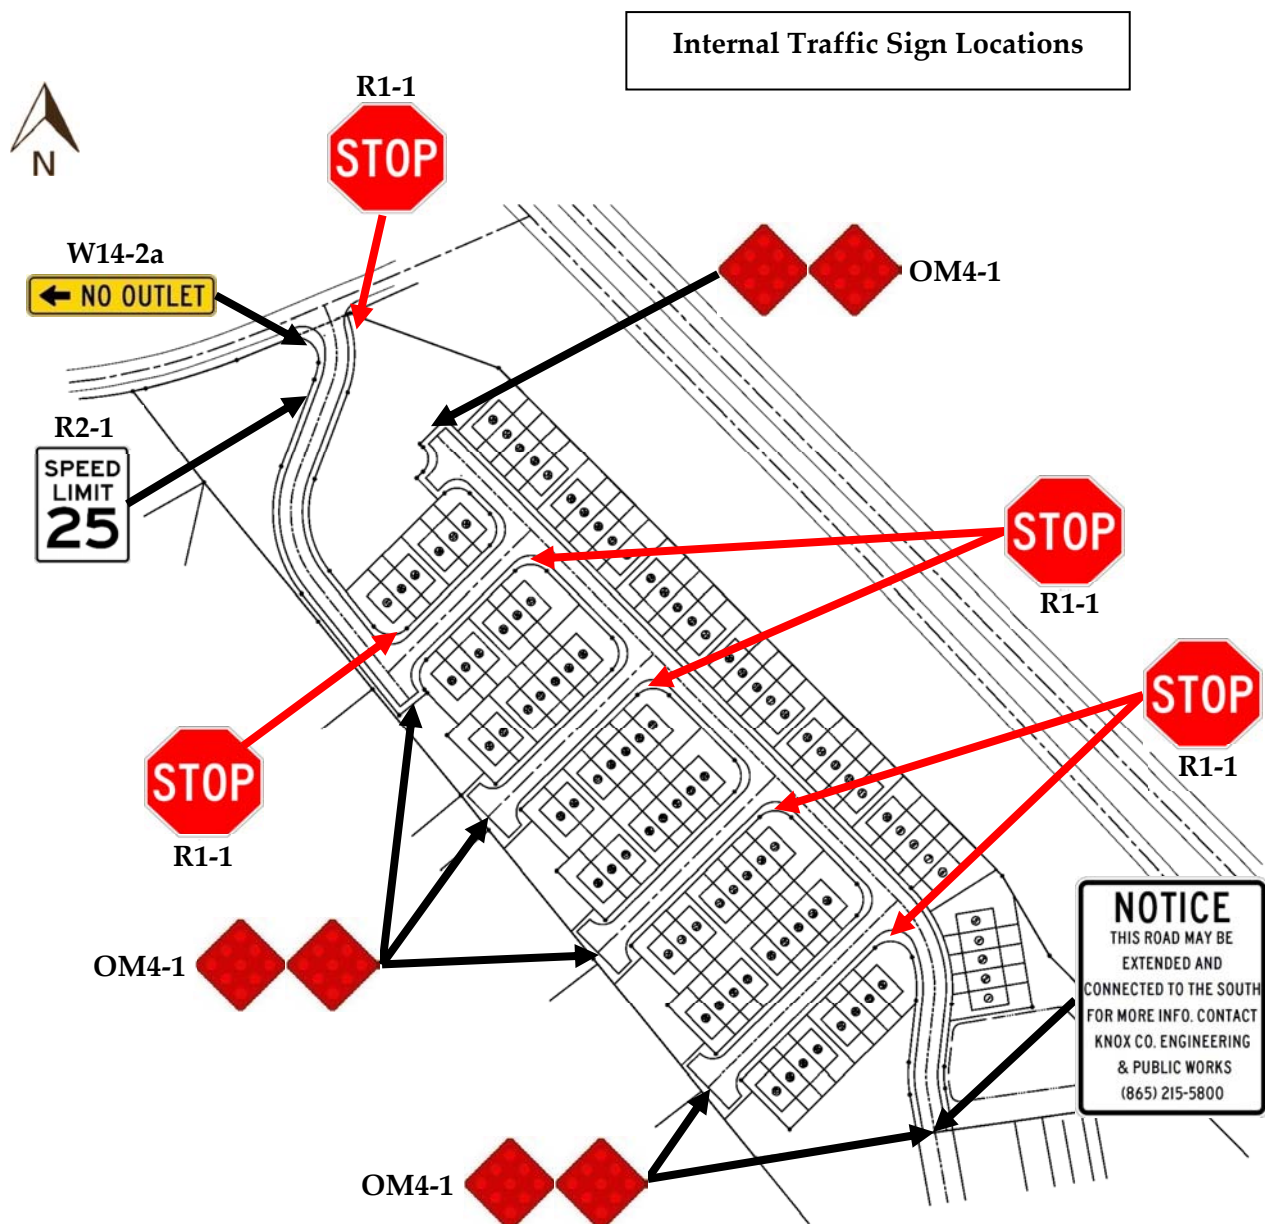 Internal Traffic Sign Locations
R1-1
STOP
N
W14-2a
NO OUTLET
OM4-1
R2-1
SPEED
LIMIT
25
STOP
R1-1
STOP
R1-1
STOP
R1-1
NOTICE
THIS ROAD MAY BE
EXTENDED AND
CONNECTED TO THE SOUTH
FOR MORE INFO. CONTACT
KNOX CO. ENGINEERING
& PUBLIC WORKS
(865) 215-5800
OM4-1
OM4-1